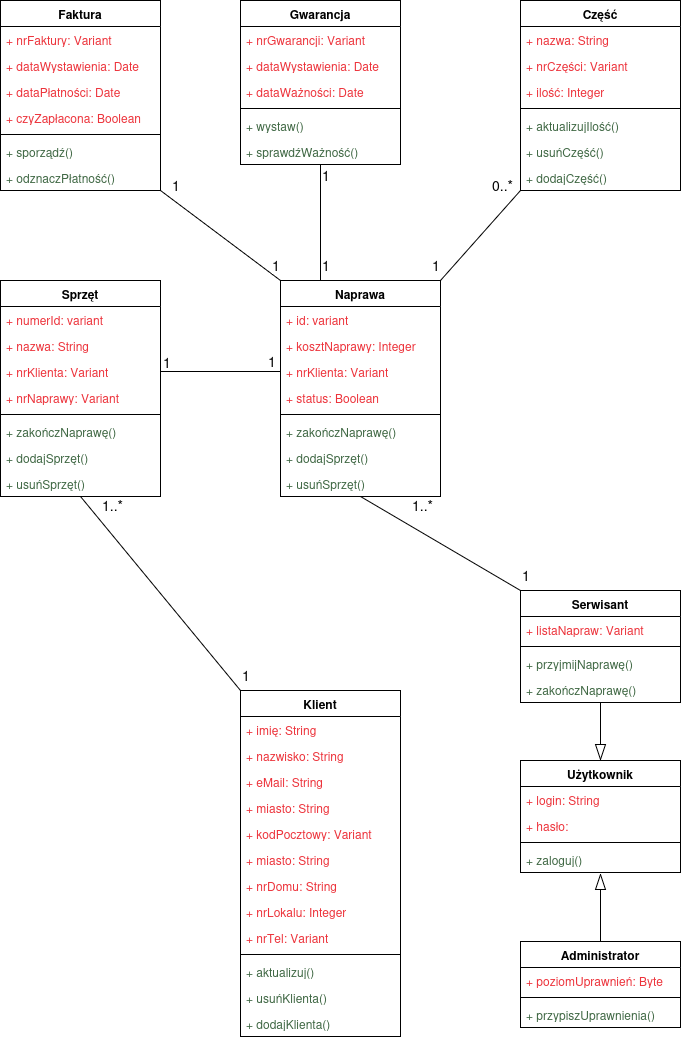 Faktura
+ nrFaktury: Variant
+ dataWystawienia: Date
+ dataPłatności: Date
+ czyZapłacona: Boolean
+ sporządź()
+ odznaczPłatność()
1
1
Gwarancja
+ nrGwarancji: Variant
+ dataWystawienia: Date
+ dataWażności: Date
+ wystaw()
+ sprawdźWażność()
1
1
Część
+ nazwa: String
+ nrCzęści: Variant
+ ilość: Integer
+ aktualizujIlość()
+ usuńCzęść()
+ dodajCzęść()
0..*
1
Sprzęt
+ numerId: variant
+ nazwa: String
+ nrKlienta: Variant
+ nrNaprawy: Variant
+ zakończNaprawę()
+ dodajSprzęt()
+ usuńSprzęt()
1
1
1..*
Naprawa
+ id: variant
+ kosztNaprawy: Integer
+ nrKlienta: Variant
+ status: Boolean
+ zakończNaprawę()
+ dodajSprzęt()
+ usuńSprzęt()
1..*
1
Serwisant
+ listaNapraw: Variant
+ przyjmijNaprawę()
+ zakończNaprawę()
1
Klient
+ imię: String
+ nazwisko: String
+ eMail: String
+ miasto: String
+ kodPocztowy: Variant
+ miasto: String
+ nrDomu: String
+ nrLokalu: Integer
+ nrTel: Variant
+ aktualizuj()
+ usuńKlienta()
+ dodajKlienta()
Użytkownik
+ login: String
+ hasło:
+ zaloguj()
Administrator
+ poziomUprawnień: Byte
+ przypiszUprawnienia()